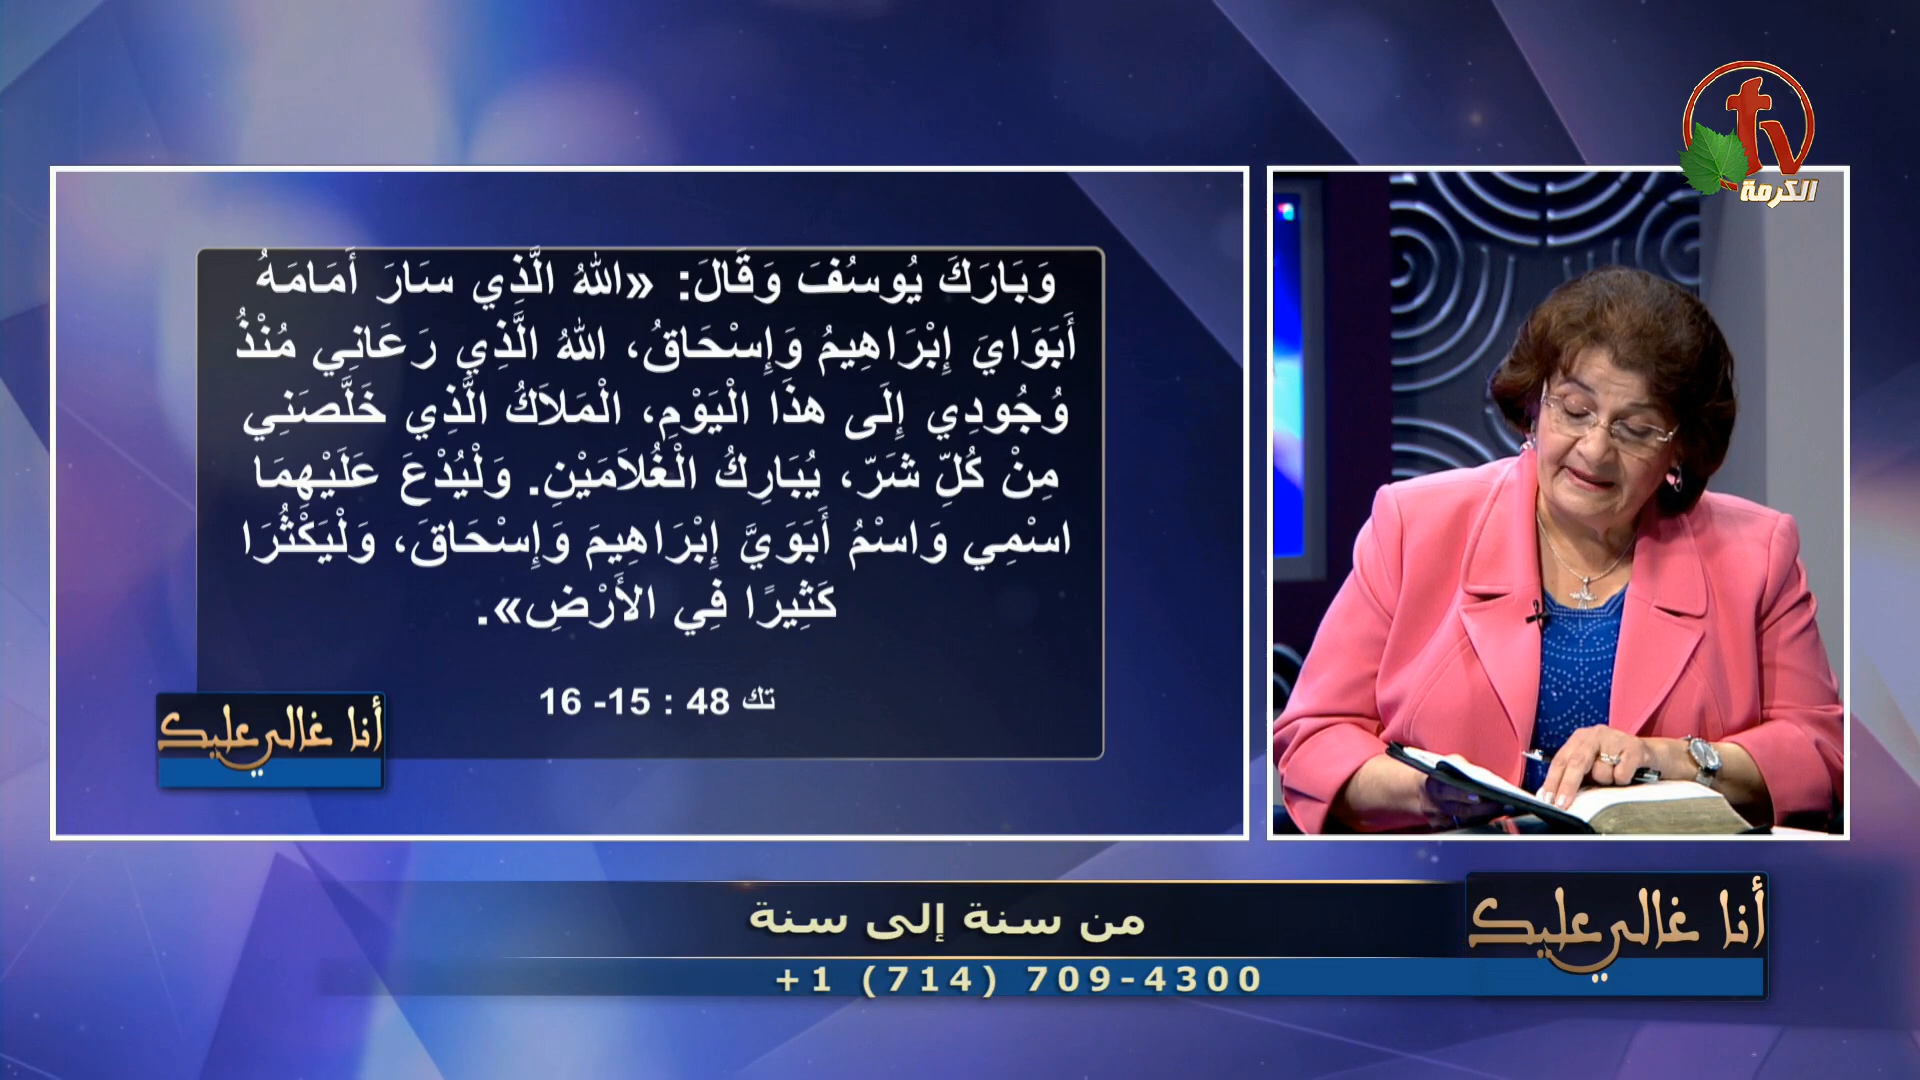 tv
الكرمة
وَبَارَكَ يُوسُفَ وَقَالَ: «اللهُ الَّذِي سَارَ أَمَامَهُ
أَبَوَايَ إِبْرَاهِيمُ وَإِسْحَاقُ، اللهُ الَّذِي رَعَانِي مُنْذُ
وُجُودِي إِلَى هذَا الْيَوْمِ، الْمَلاَكُ الَّذِي خَلَّصَنِي
مِنْ كُلِّ شَرّ، يُبَارِكُ الْغُلاَمَيْنِ. وَلْيُدْعَ عَلَيْهِمَا
اسْمِي وَاسْمُ أَبَوَيَّ إِبْرَاهِيمَ وَإِسْحَاقَ، وَلْيَكْثُرَا
كَثِيرًا فِي الأَرْضِ».
تك 48 : 15- 16
أنا غالي عليك
من سنة إلى سنة
أنا غالي عليك
+1 (714) 709-4300